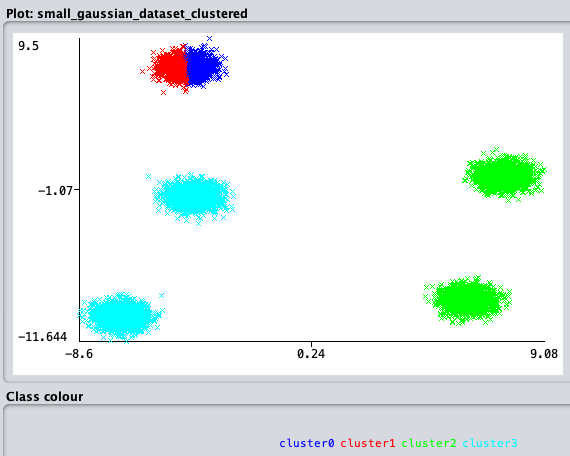 Plot: small_gaussian_dataset_clustered
9.5
-1.07
-11.644
-8.6 0.24 9.08
Class colour
cluster0 cluster1 cluster2 cluster3